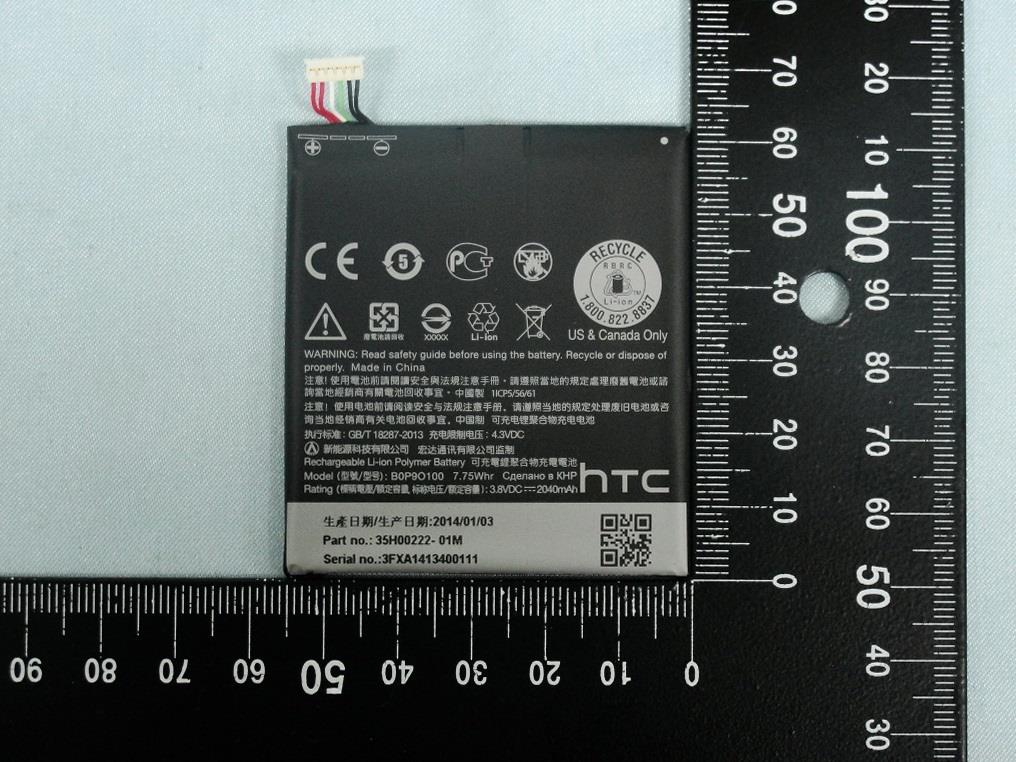 CE
5
PCT
RECYCLE
RBRC
Li-ion
TM
1.800.822.8837
廢電池請回收
XXXXX
Li-ion
US & Canada Only
WARNING: Read safety guide before using the battery. Recycle or dispose of
properly. Made in China
注意! 使用電池前請閱讀安全與法規注意手冊。請遵照當地的規定處理廢舊電池或諮
詢當地經銷商有關電池回收事宜。中國製 1ICP5/56/61
注意! 使用电池前请阅读安全与法规注意手册。请遵照当地的规定处理废旧电池或咨
询当地经销商有关电池回收事宜。中国制 可充电锂聚合物充电电池
执行标准: GB/T 18287-2013 充电限制电压: 4.3VDC
新能源科技有限公司 宏达通讯有限公司监制
Rechargeable Li-ion Polymer Battery 可充電鋰聚合物充電電池
Model (型號/型号): B0P9O100 7.75Whr Сделано в КНР
Rating (標稱電壓/額定容量, 标称电压/额定容量): 3.8VDC 2040mAh
hTC
生產日期/生产日期:2014/01/03
Part no.: 35H00222- 01M
Serial no.:3FXA1413400111
70
60
50
40
30
20
10
0
30
20
10
100
90
80
70
60
50
40
30
90
80
70
60
50
40
30
20
10
0